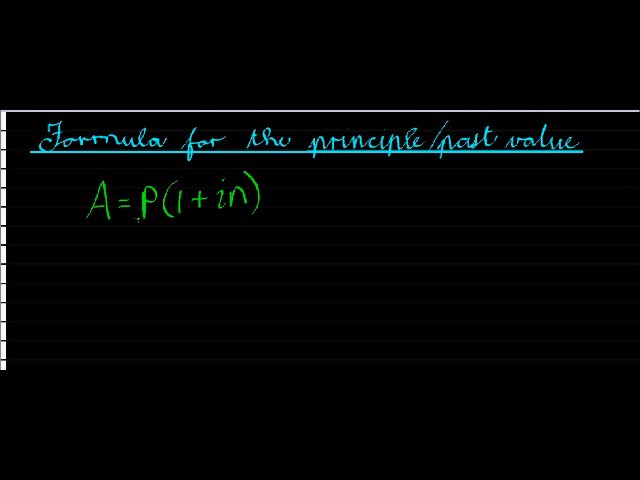 Formula for the principle/past value
A = P(1 + in)